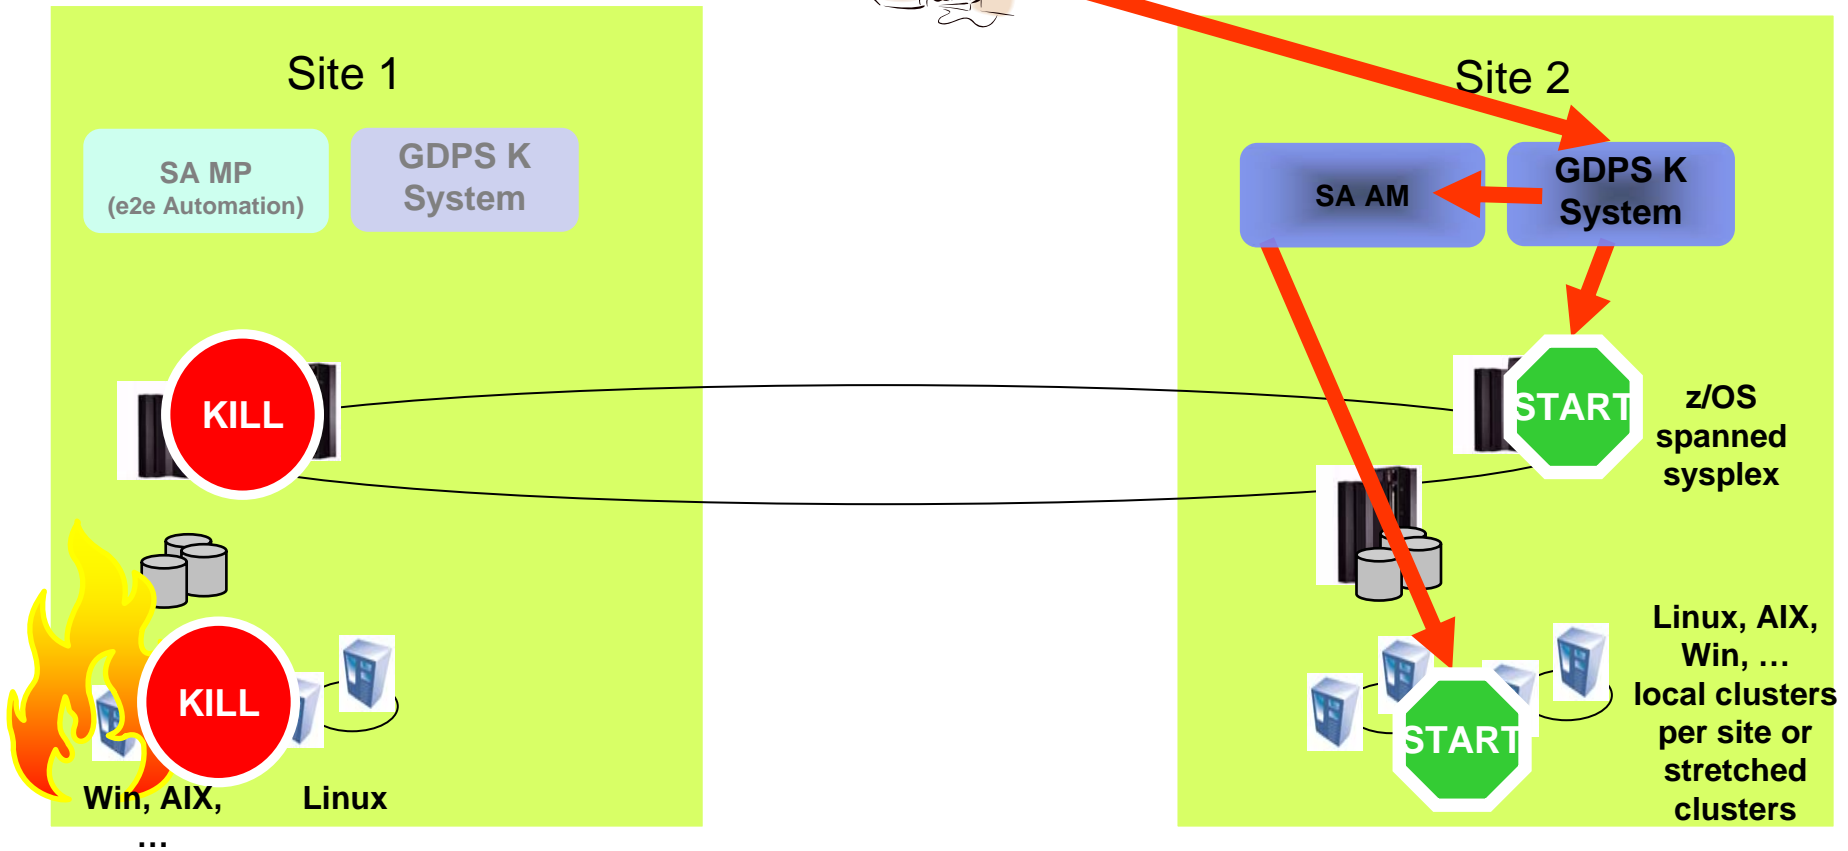 Site 1
SA MP
(e2e Automation)
GDPS K
System
KILL
KILL
Win, AIX,
...
Linux
Site 2
SA AM
GDPS K
System
START
z/OS
spanned
sysplex
START
Linux, AIX,
Win, ...
local clusters
per site or
stretched
clusters